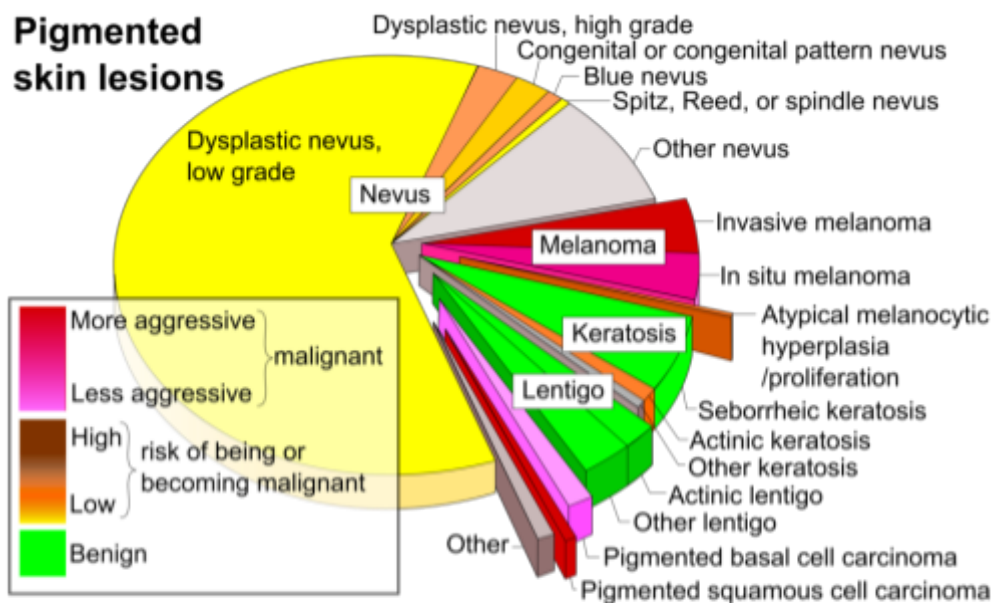 Pigmented
skin lesions
Dysplastic nevus, high grade
Congenital or congenital pattern nevus
Blue nevus
Spitz, Reed, or spindle nevus
Dysplastic nevus,
low grade
Other nevus
Nevus
Invasive melanoma
Melanoma
In situ melanoma
Atypical melanocytic
hyperplasia
/proliferation
Keratosis
Seborrheic keratosis
Lentigo
Actinic keratosis
Other keratosis
Actinic lentigo
Other lentigo
Pigmented basal cell carcinoma
Pigmented squamous cell carcinoma
Other
More aggressive
malignant
Less aggressive
High
risk of being or
becoming malignant
Low
Benign